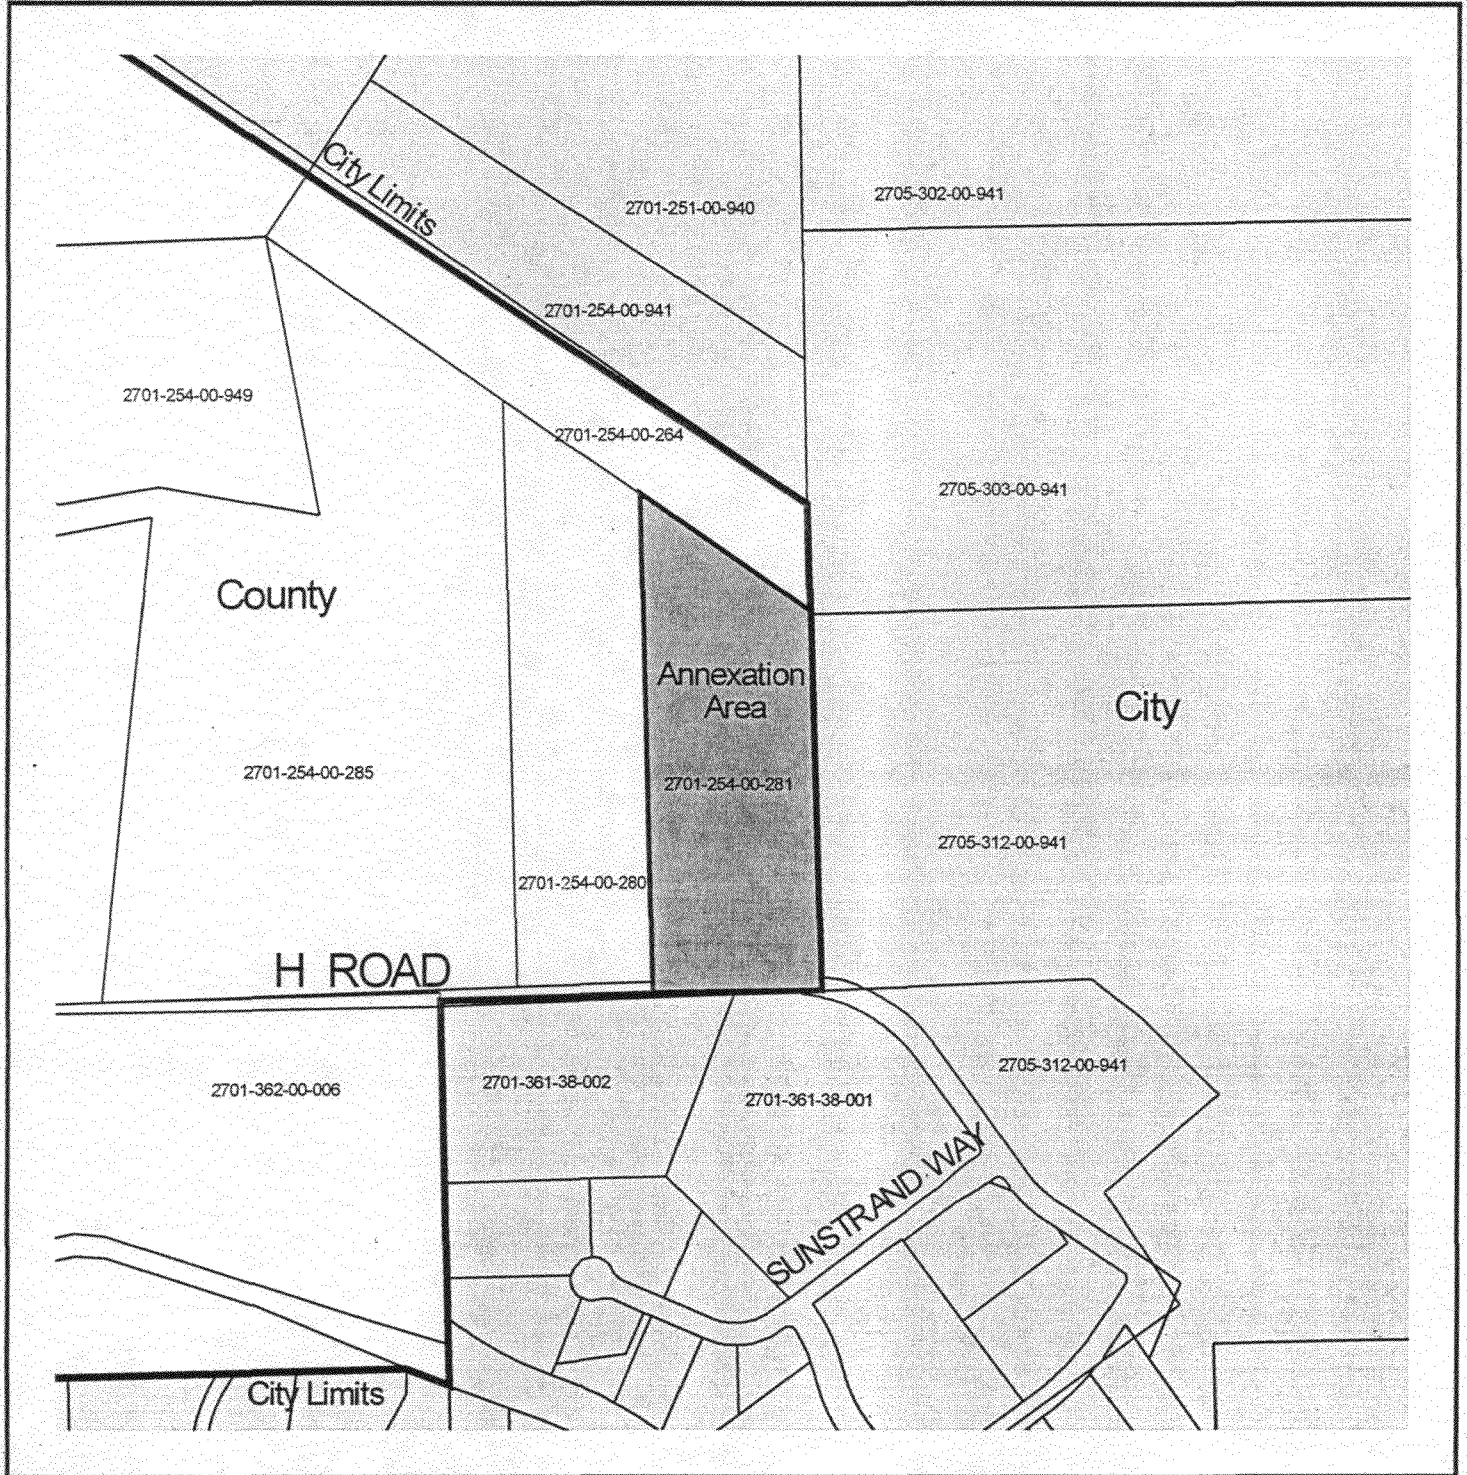 City Limits
2701-251-00-940
2705-302-00-941
2701-254-00-941
2701-254-00-949
2701-254-00-264
2705-303-00-941
County
Annexation
Area
City
2701-254-00-285
2701-254-00-281
2705-312-00-941
2701-254-00-280
H ROAD
2701-362-00-006
2701-361-38-002
2701-361-38-001
2705-312-00-941
SUNSTRAND WAY
City Limits